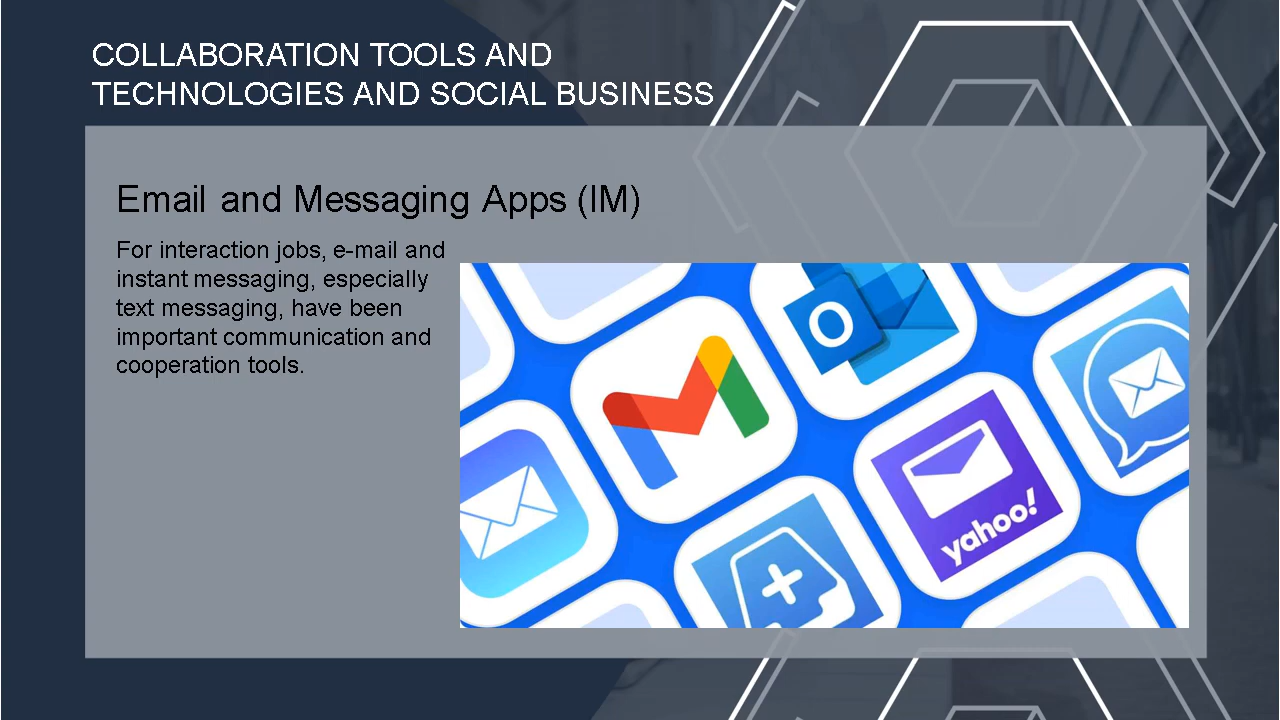 COLLABORATION TOOLS AND
TECHNOLOGIES AND SOCIAL BUSINESS
Email and Messaging Apps (IM)
For interaction jobs, e-mail and
instant messaging, especially
text messaging, have been
important communication and
cooperation tools.
O
yahoo!